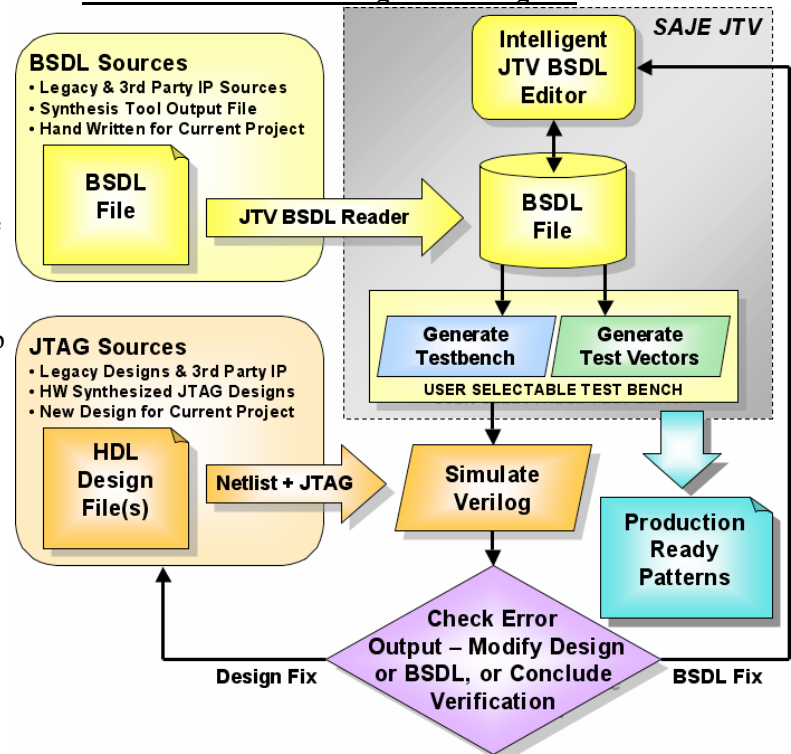 SAJE JTV
BSDL Sources
• Legacy & 3rd Party IP Sources
• Synthesis Tool Output File
• Hand Written for Current Project
BSDL
File
JTV BSDL Reader
Intelligent
JTV BSDL
Editor
BSDL
File
Generate
Testbench
Generate
Test Vectors
USER SELECTABLE TEST BENCH
JTAG Sources
• Legacy Designs & 3rd Party IP
• HW Synthesized JTAG Designs
• New Design for Current Project
HDL
Design
File(s)
Netlist + JTAG
Simulate
Verilog
Production
Ready
Patterns
Check Error
Output – Modify Design
or BSDL, or Conclude
Verification
Design Fix
BSDL Fix